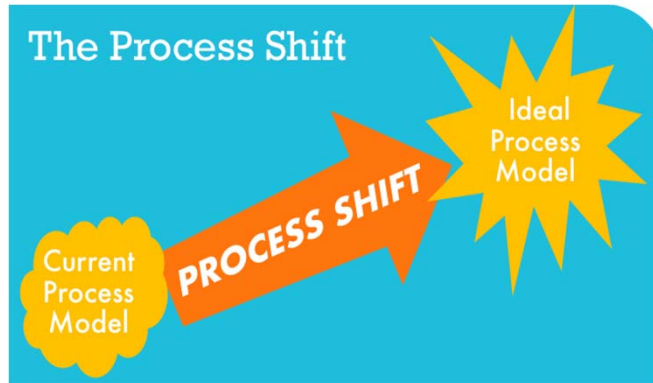 The Process Shift
Ideal
Process
Model
PROCESS SHIFT
Current
Process
Model